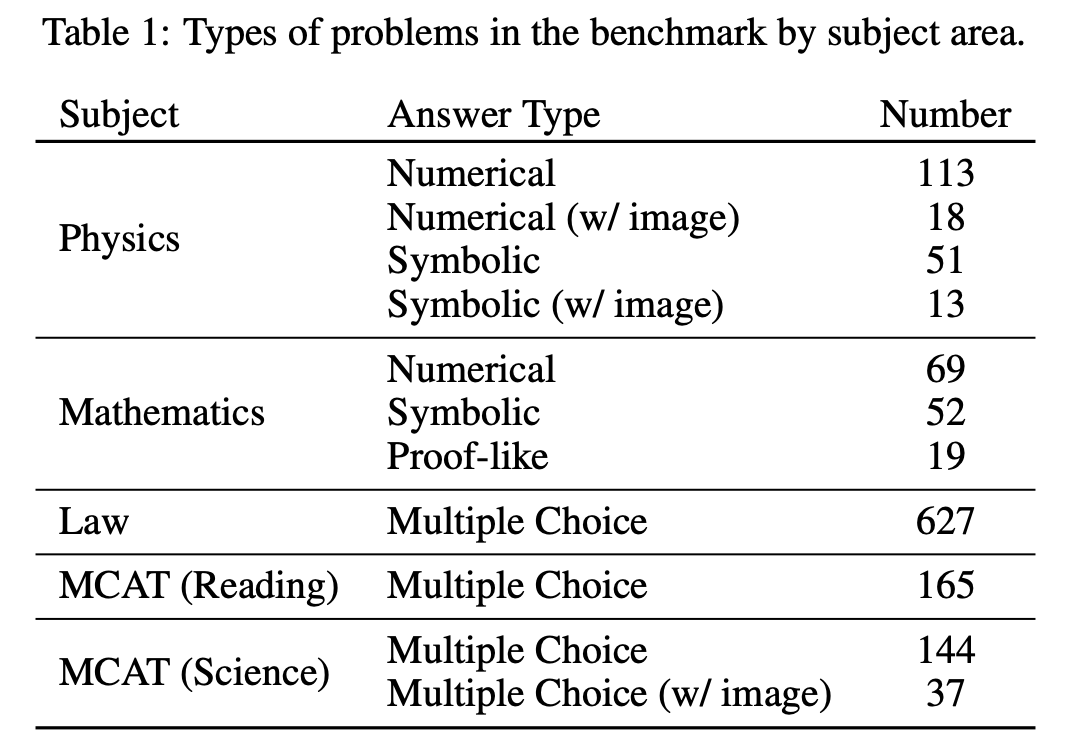 Table 1: Types of problems in the benchmark by subject area.
Subject Answer Type Number
Physics
Numerical 113
Numerical (w/ image) 18
Symbolic 51
Symbolic (w/ image) 13
Mathematics
Numerical 69
Symbolic 52
Proof-like 19
Law Multiple Choice 627
MCAT (Reading) Multiple Choice 165
MCAT (Science)
Multiple Choice 144
Multiple Choice (w/ image) 37